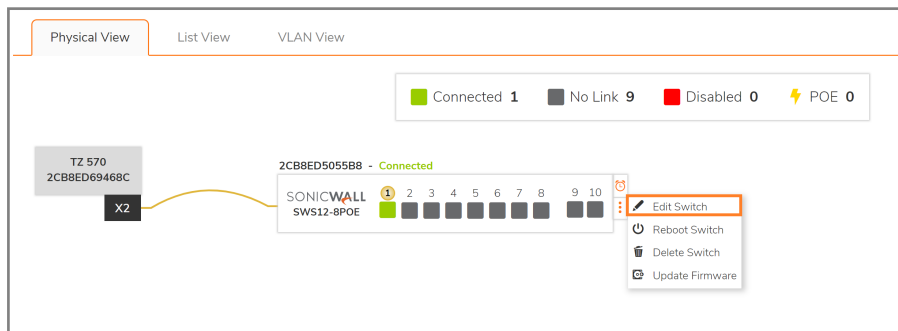 Physical View List View VLAN View
Connected 1 No Link 9 Disabled 0 POE 0
TZ 570
2CB8ED69468C
X2
2CB8ED5055B8 - Connected
SONICWALL
SWS12-8POE
1 2 3 4 5 6 7 8 9 10
Edit Switch
Reboot Switch
Delete Switch
Update Firmware